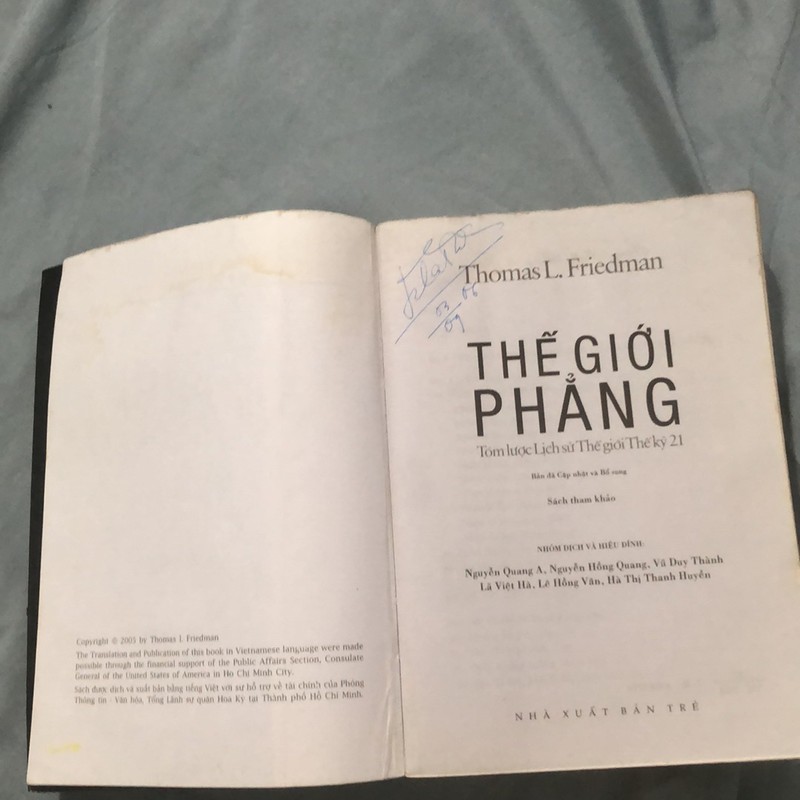 Copyright © 2005 by Thomas L Friedman
The Translation and Publication of this book in Vietnamese language were made
possible through the financial support of the Public Affairs Section, Consulate
General of the United States of America in Ho Chi Minh City.
Sách được dịch và xuất bản bằng tiếng Việt với sự hỗ trợ về tài chính của Phòng
Thông tin - Văn hóa, Tổng Lãnh sự quán Hoa Kỳ tại Thành phố Hồ Chí Minh.
Thomas L. Friedman
THẾ GIỚI
PHẲNG
Tóm lược Lịch sử Thế giới Thế kỷ 21
Bản đã Cập nhật và Bổ sung
Sách tham khảo
NHÓM DỊCH VÀ HIỆU ĐÍNH:
Nguyễn Quang A, Nguyễn Hồng Quang, Vũ Duy Thành
Lã Việt Hà, Lê Hồng Vân, Hà Thị Thanh Huyền
NHÀ XUẤT BẢN TRẺ